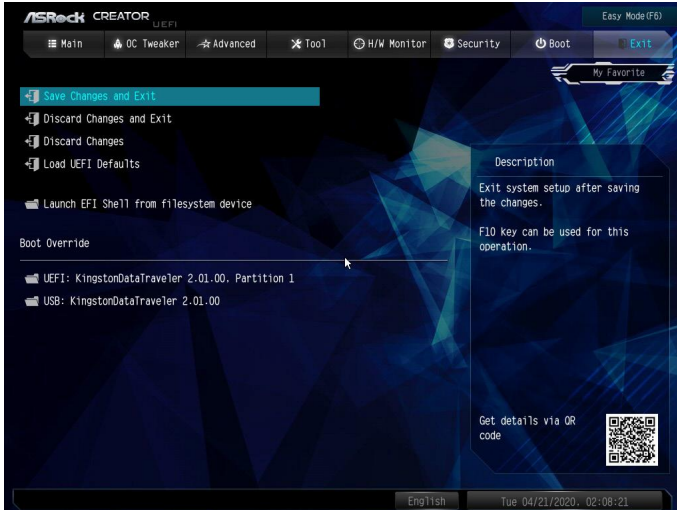 ASRock CREATOR UEFI
Easy Mode(F6)
Main OC Tweaker Advanced Tool H/W Monitor Security Boot Exit
My Favorite
Save Changes and Exit
Discard Changes and Exit
Discard Changes
Load UEFI Defaults
Launch EFI Shell from filesystem device
Boot Override
UEFI: KingstonDataTraveler 2.01.00, Partition 1
USB: KingstonDataTraveler 2.01.00
Description
Exit system setup after saving
the changes.
F10 key can be used for this
operation.
Get details via QR
code
English
Tue 04/21/2020, 02:08:21